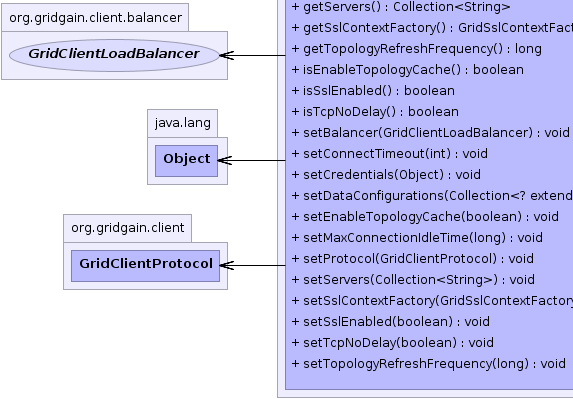 org.gridgain.client.balancer
GridClientLoadBalancer
java.lang
Object
org.gridgain.client
GridClientProtocol
+ getServers() : Collection<String>
+ getSslContextFactory() : GridSslContextFact
+ getTopologyRefreshFrequency() : long
+ isEnableTopologyCache() : boolean
+ isSslEnabled() : boolean
+ isTcpNoDelay() : boolean
+ setBalancer(GridClientLoadBalancer) : void
+ setConnectTimeout(int) : void
+ setCredentials(Object) : void
+ setDataConfigurations(Collection<? extend
+ setEnableTopologyCache(boolean) : void
+ setMaxConnectionIdleTime(long) : void
+ setProtocol(GridClientProtocol) : void
+ setServers(Collection<String>) : void
+ setSslContextFactory(GridSslContextFactory
+ setSslEnabled(boolean) : void
+ setTcpNoDelay(boolean) : void
+ setTopologyRefreshFrequency(long) : void